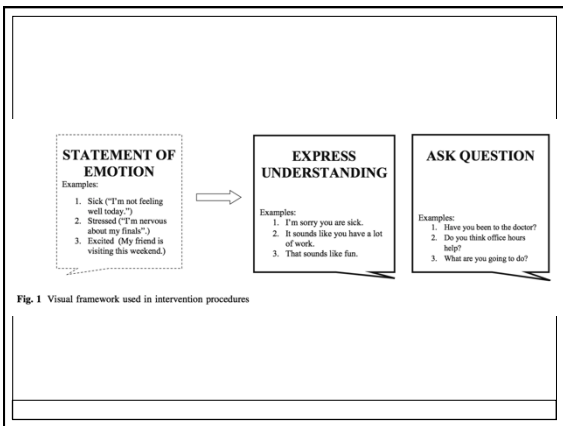 STATEMENT OF
EMOTION
Examples:
1. Sick ("I'm not feeling
well today.")
2. Stressed ("I'm nervous
about my finals".)
3. Excited (My friend is
visiting this weekend.)
EXPRESS
UNDERSTANDING
Examples:
1. I'm sorry you are sick.
2. It sounds like you have a lot
of work.
3. That sounds like fun.
ASK QUESTION
Examples:
1. Have you been to the doctor?
2. Do you think office hours
help?
3. What are you going to do?
Fig. 1 Visual framework used in intervention procedures